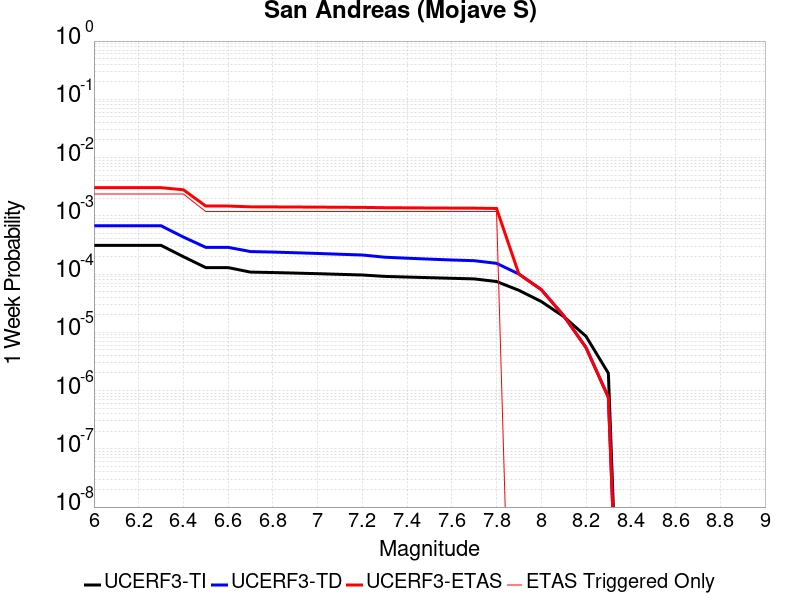 San Andreas (Mojave S)
10 0
10 -1
10 -2
10 -3
10 -4
10 -5
10 -6
10 -7
10 -8
1 Week Probability
6 6.2 6.4 6.6 6.8 7 7.2 7.4 7.6 7.8 8 8.2 8.4 8.6 8.8 9
Magnitude
UCERF3-TI UCERF3-TD UCERF3-ETAS ETAS Triggered Only